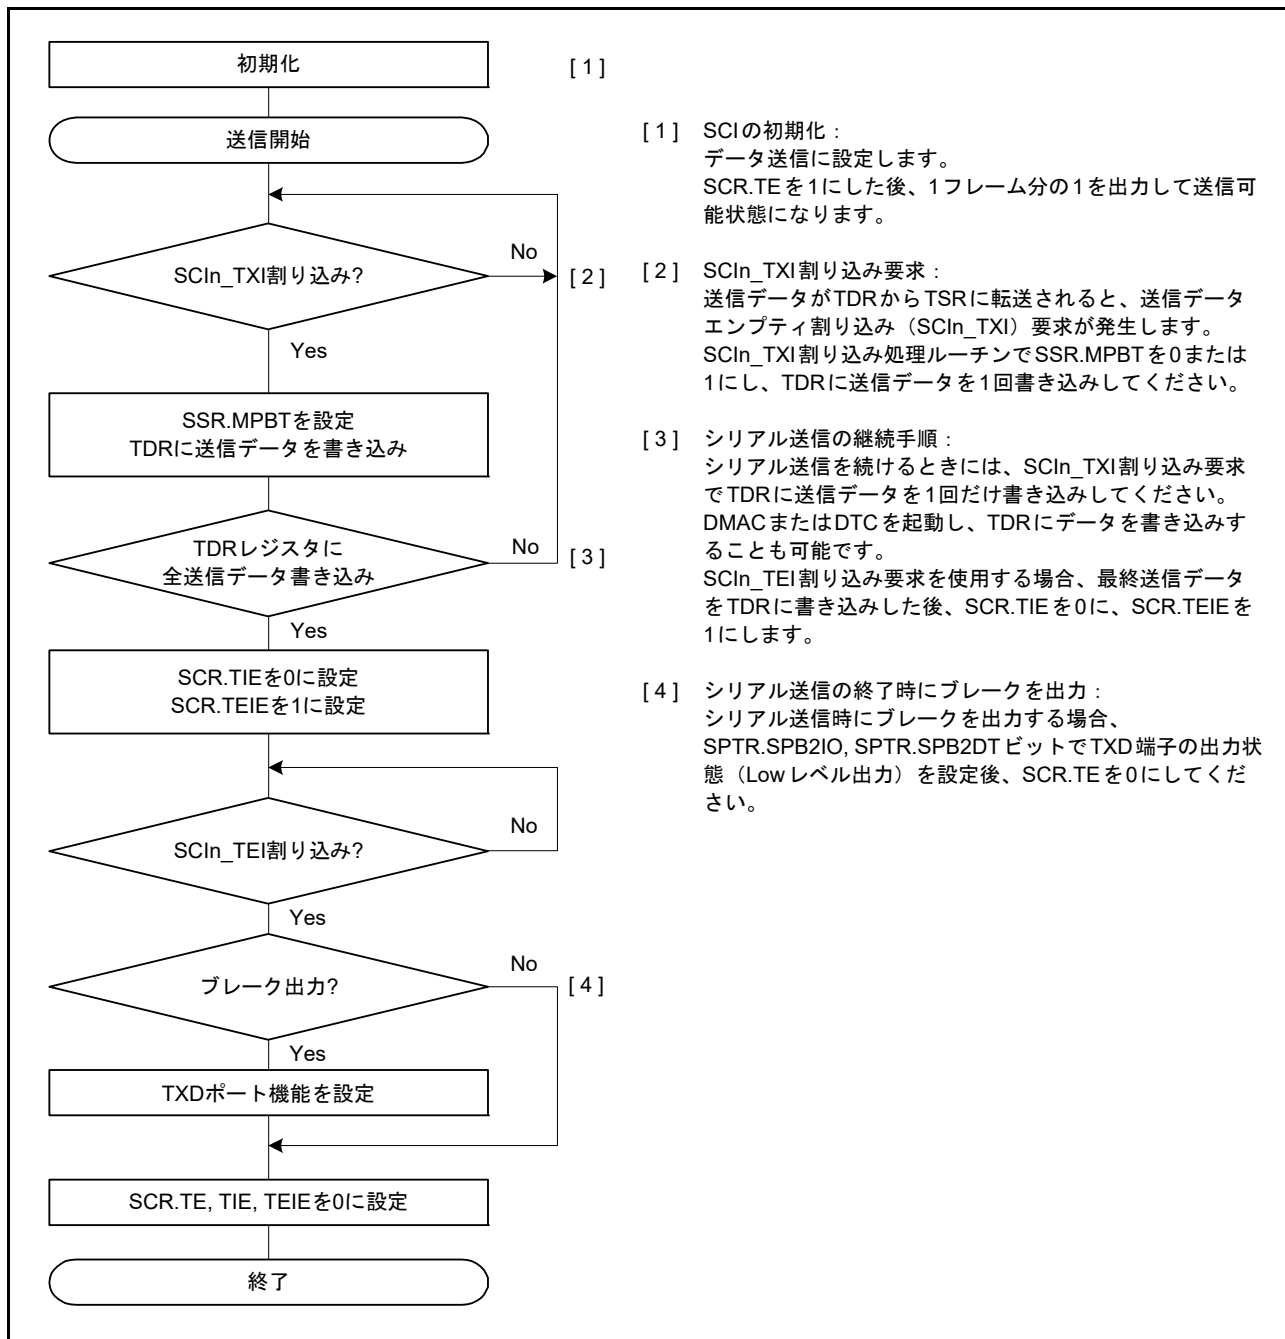 初期化
[ 1 ]
送信開始
SCIn_TXI割り込み?
No
[ 2 ]
Yes
SSR.MPBTを設定
TDRに送信データを書き込み
TDRレジスタに
全送信データ書き込み
No
[ 3 ]
Yes
SCR.TIEを0に設定
SCR.TEIEを1に設定
SCIn_TEI割り込み?
No
Yes
ブレーク出力?
No
[ 4 ]
Yes
TXDポート機能を設定
SCR.TE, TIE, TEIEを0に設定
終了
[ 1 ] SCIの初期化：
データ送信に設定します。
SCR.TEを1にした後、1フレーム分の1を出力して送信可
能状態になります。
[ 2 ] SCIn_TXI割り込み要求：
送信データがTDRからTSRに転送されると、送信データ
エンプティ割り込み（SCIn_TXI）要求が発生します。
SCIn_TXI割り込み処理ルーチンでSSR.MPBTを0または
1にし、TDRに送信データを1回書き込みしてください。
[ 3 ] シリアル送信の継続手順：
シリアル送信を続けるときには、SCIn_TXI割り込み要求
でTDRに送信データを1回だけ書き込みしてください。
DMACまたはDTCを起動し、TDRにデータを書き込みす
ることも可能です。
SCIn_TEI割り込み要求を使用する場合、最終送信データ
をTDRに書き込みした後、SCR.TIEを0に、SCR.TEIEを
1にします。
[ 4 ] シリアル送信の終了時にブレークを出力：
シリアル送信時にブレークを出力する場合、
SPTR.SPB2IO, SPTR.SPB2DTビットでTXD端子の出力状
態（Lowレベル出力）を設定後、SCR.TEを0にしてくだ
さい。